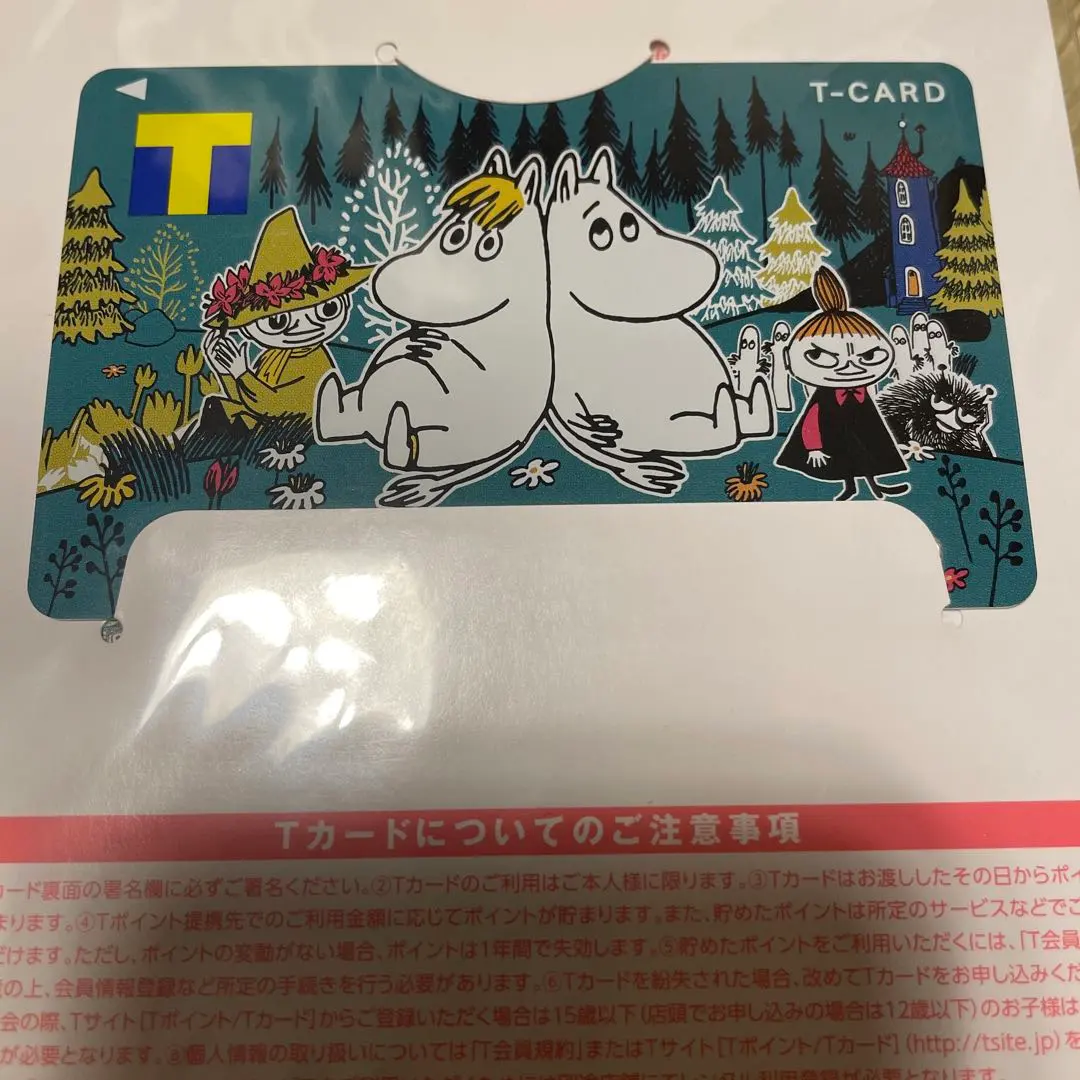 T-CARD
T
Tカードについてのご注意事項
カード裏面の署名欄に必ずご署名ください。②Tカードのご利用はご本人様に限ります。③Tカードはお渡ししたその日からポイ
まります。④Tポイント提携先でのご利用金額に応じてポイントが貯まります。また、貯めたポイントは所定のサービスなどでご
だけます。ただし、ポイントの変動がない場合、ポイントは1年間で失効します。⑤貯めたポイントをご利用いただくには、「T会員
の上、会員情報登録など所定の手続きを行う必要があります。⑥Tカードを紛失された場合、改めてTカードをお申し込みくだ
会の際、Tサイト[Tポイント/Tカード]からご登録いただく場合は15歳以下(店頭でお申し込みの場合は12歳以下)のお子様は
が必要となります。⑧個人情報の取り扱いについては「T会員規約」またはTサイト[Tポイント/Tカード](http://tsite.jp)を
レンタル利用登録が必要となります。